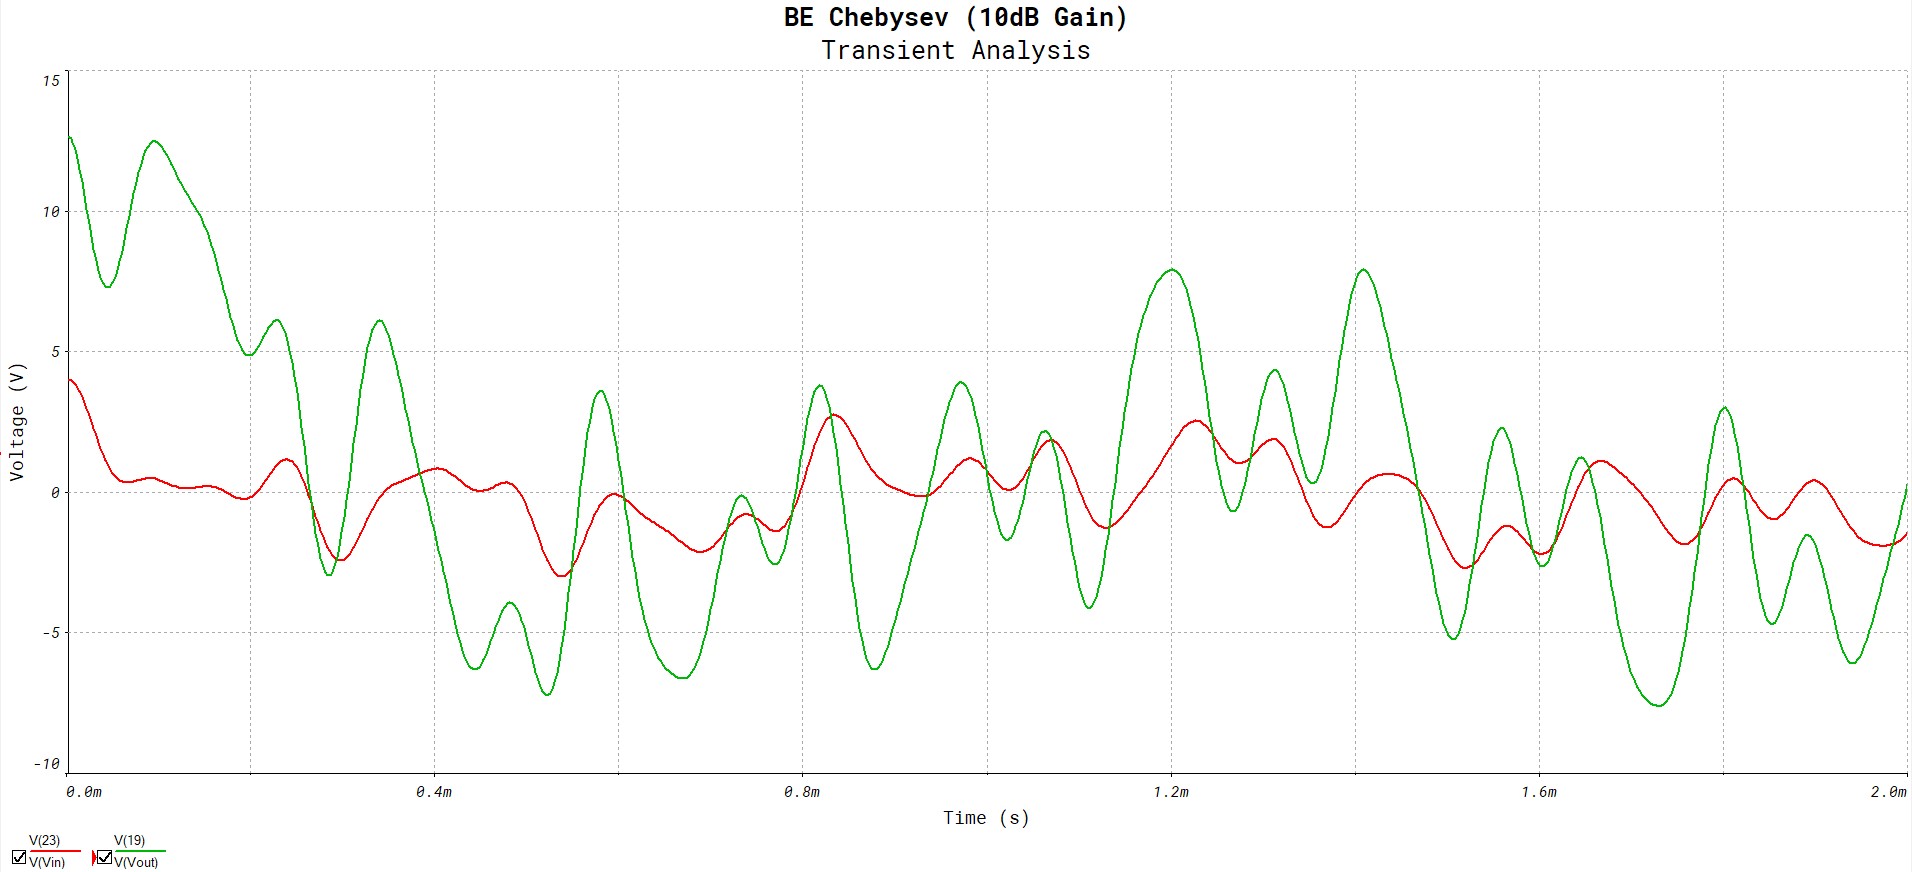 BE Chebysev (10dB Gain)
Transient Analysis
15
10
5
0
-5
-10
Voltage (V)
0.0m 0.4m 0.8m 1.2m 1.6m 2.0m
Time (s)
V(23) V(19)
V(Vin) V(Vout)